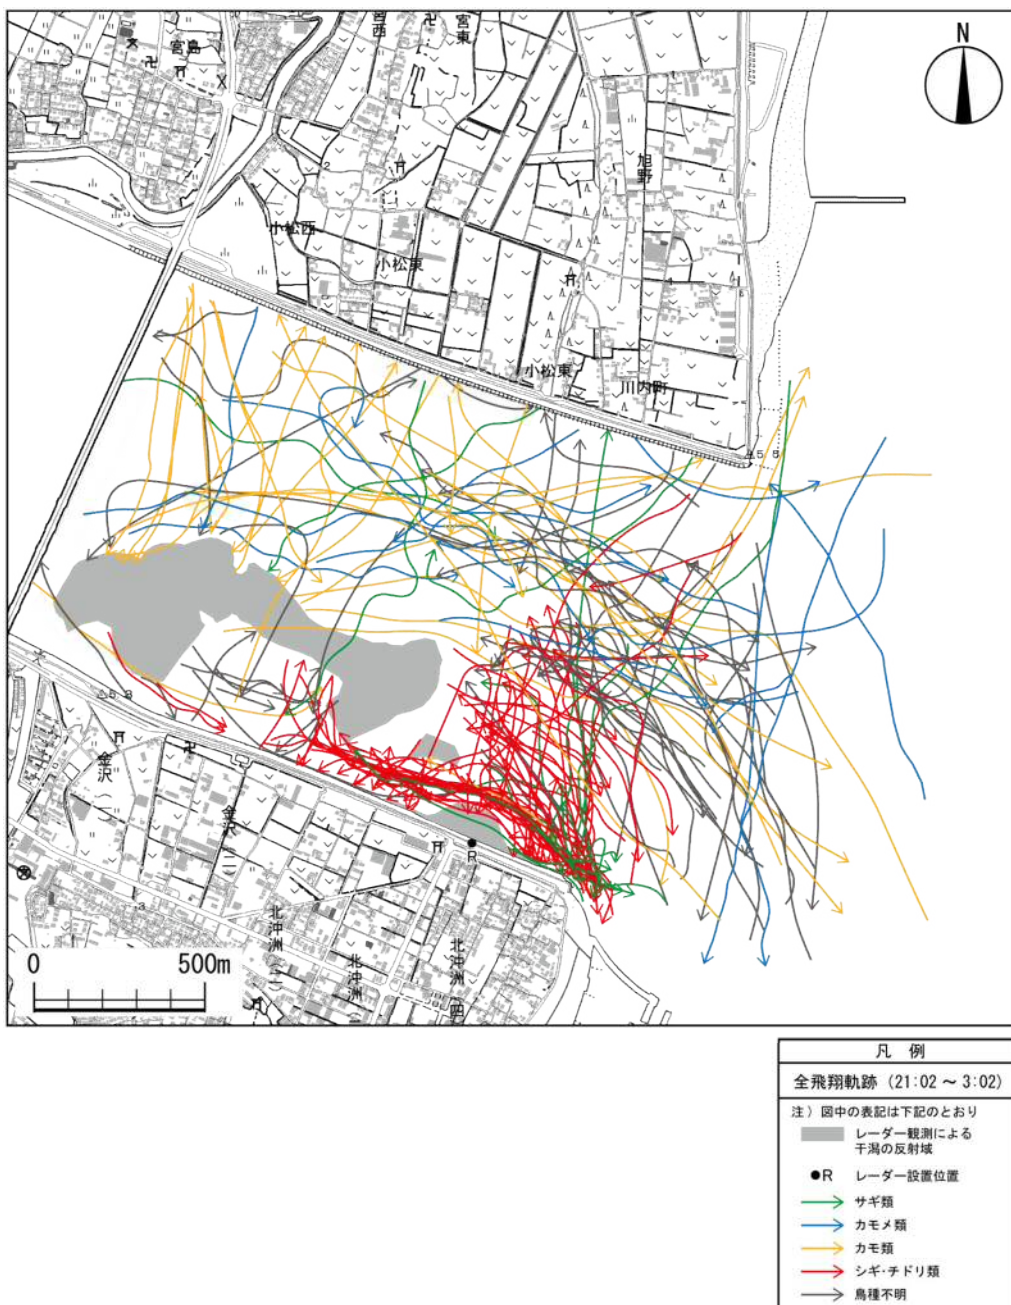 宮西
宮東
宮島
N
旭野
小松西
小松東
小松東
川内町
金沢(一)
金沢(二)
R
北沖洲(二)
北沖洲(一)
北沖洲(四)
0 500m
凡 例
全飛翔軌跡 (21:02 ～ 3:02)
注) 図中の表記は下記のとおり
レーダー観測による
干潟の反射域
●R レーダー設置位置
サギ類
カモメ類
カモ類
シギ・チドリ類
鳥種不明